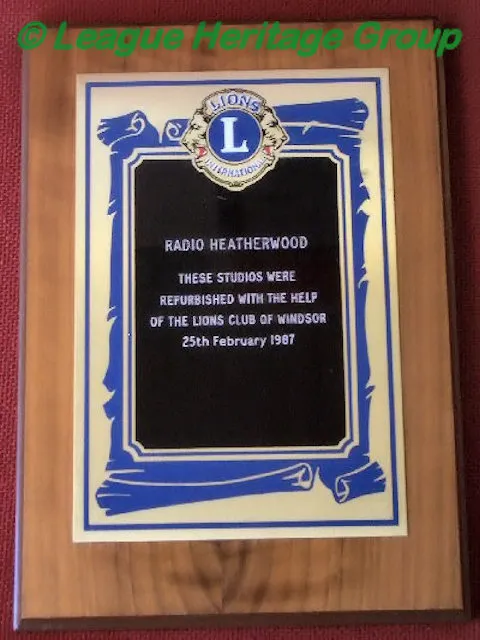 © League Heritage Group
LIONS
L
INTERNATIONAL
RADIO HEATHERWOOD
THESE STUDIOS WERE
REFURBISHED WITH THE HELP
OF THE LIONS CLUB OF WINDSOR
25th February 1987